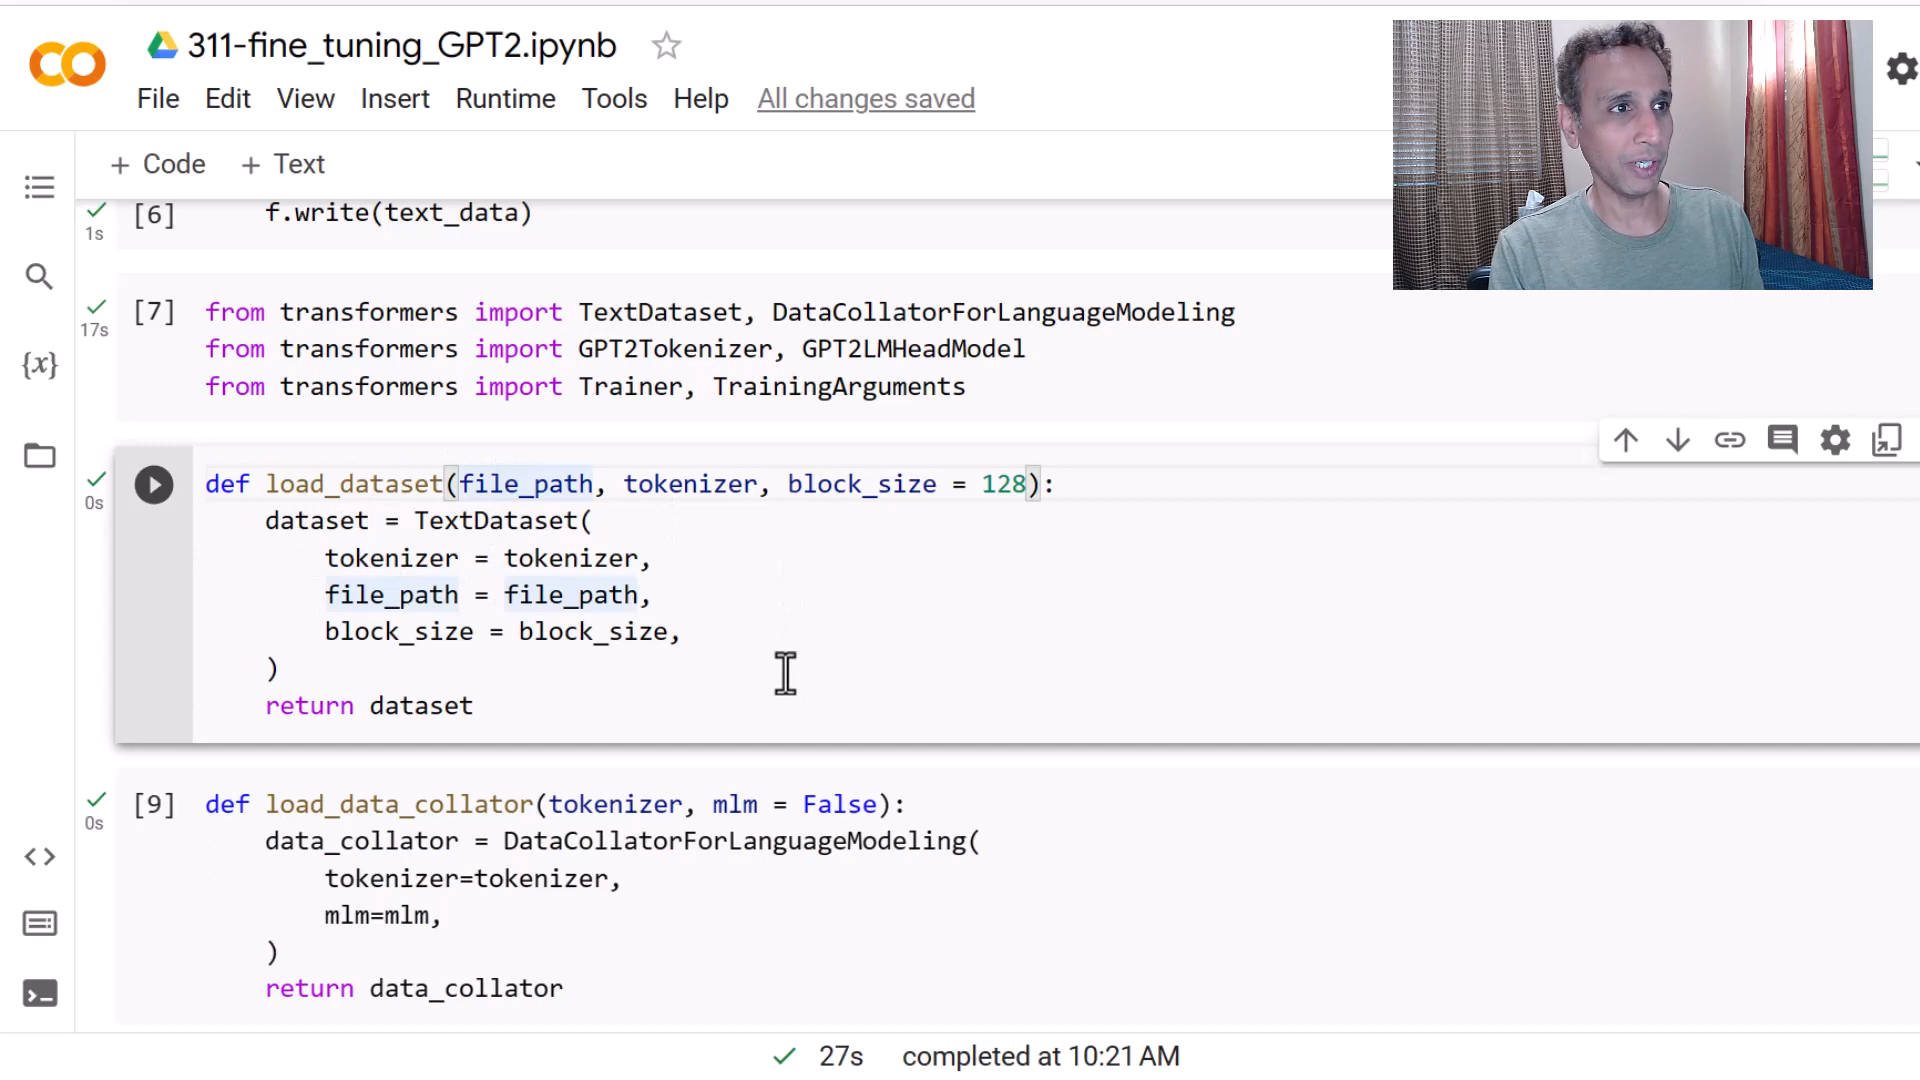 311-fine_tuning_GPT2.ipynb
File Edit View Insert Runtime Tools Help All changes saved
+ Code + Text
[6] f.write(text_data)
1s
[7] from transformers import TextDataset, DataCollatorForLanguageModeling
17s
from transformers import GPT2Tokenizer, GPT2LMHeadModel
from transformers import Trainer, TrainingArguments
def load_dataset(file_path, tokenizer, block_size = 128):
0s
dataset = TextDataset(
tokenizer = tokenizer,
file_path = file_path,
block_size = block_size,
)
return dataset
[9] def load_data_collator(tokenizer, mlm = False):
0s
data_collator = DataCollatorForLanguageModeling(
tokenizer=tokenizer,
mlm=mlm,
)
return data_collator
27s completed at 10:21 AM